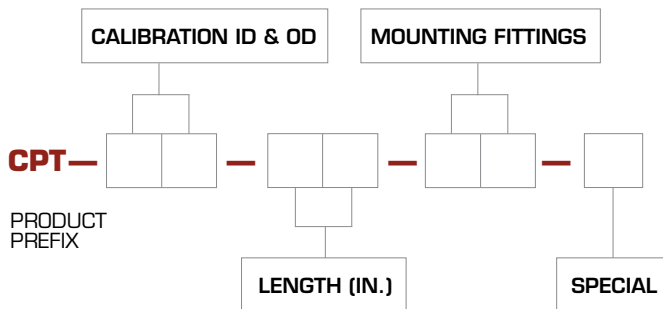 CALIBRATION ID & OD
MOUNTING FITTINGS
CPT— — — —
PRODUCT
PREFIX
LENGTH (IN.)
SPECIAL